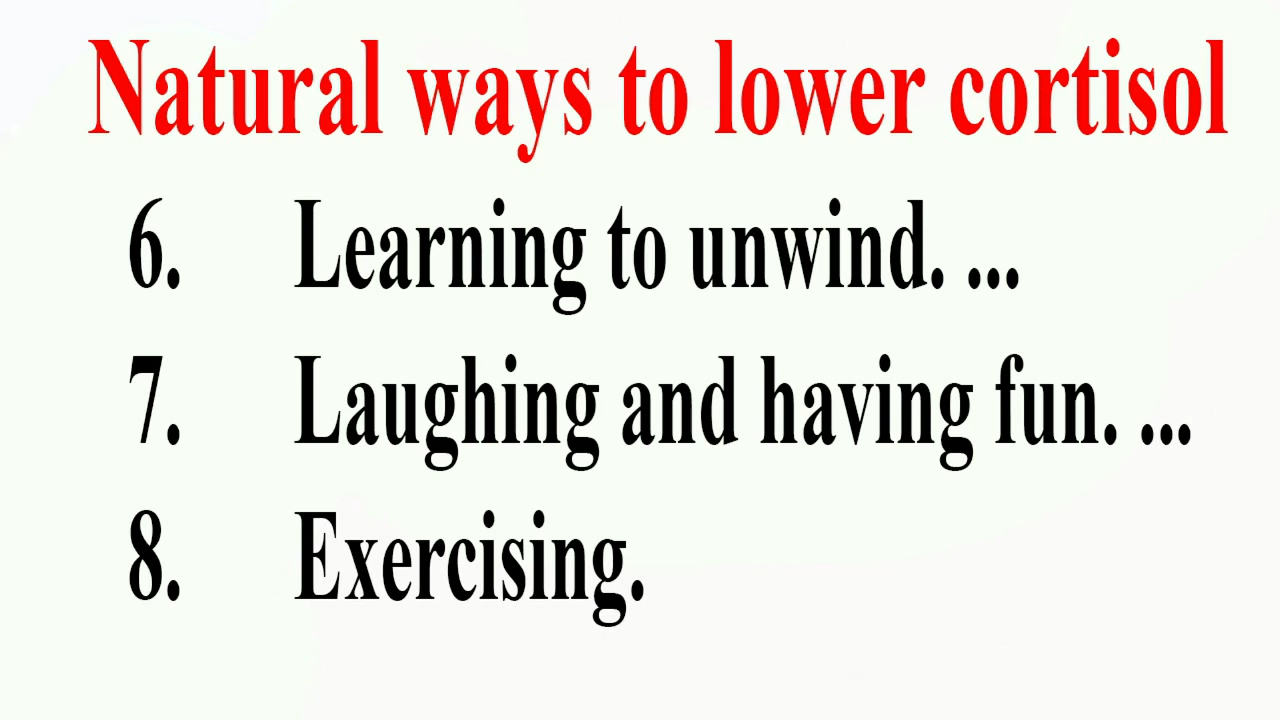 Natural ways to lower cortisol
6. Learning to unwind. ...
7. Laughing and having fun. ...
8. Exercising.